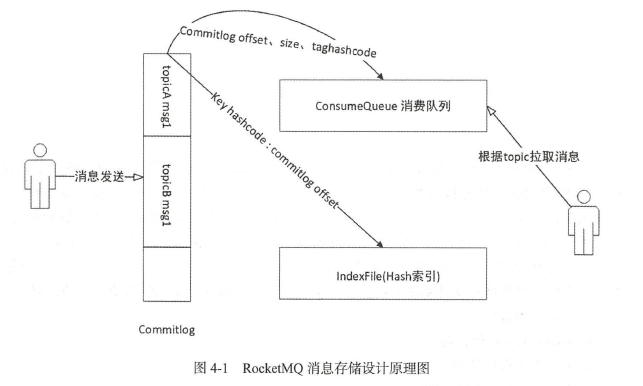 Commitlog offset、size、taghashcode
topicA msg1
ConsumeQueue 消费队列
Key hashcode : commitlog offset
根据topic拉取消息
消息发送
topicB msg1
IndexFile(Hash索引)
Commitlog
图 4-1 RocketMQ 消息存储设计原理图